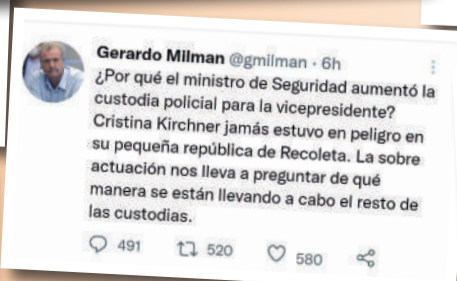 Gerardo Milman @gmilman · 6h
¿Por qué el ministro de Seguridad aumentó la
custodia policial para la vicepresidente?
Cristina Kirchner jamás estuvo en peligro en
su pequeña república de Recoleta. La sobre
actuación nos lleva a preguntar de qué
manera se están llevando a cabo el resto de
las custodias.
491 520 580